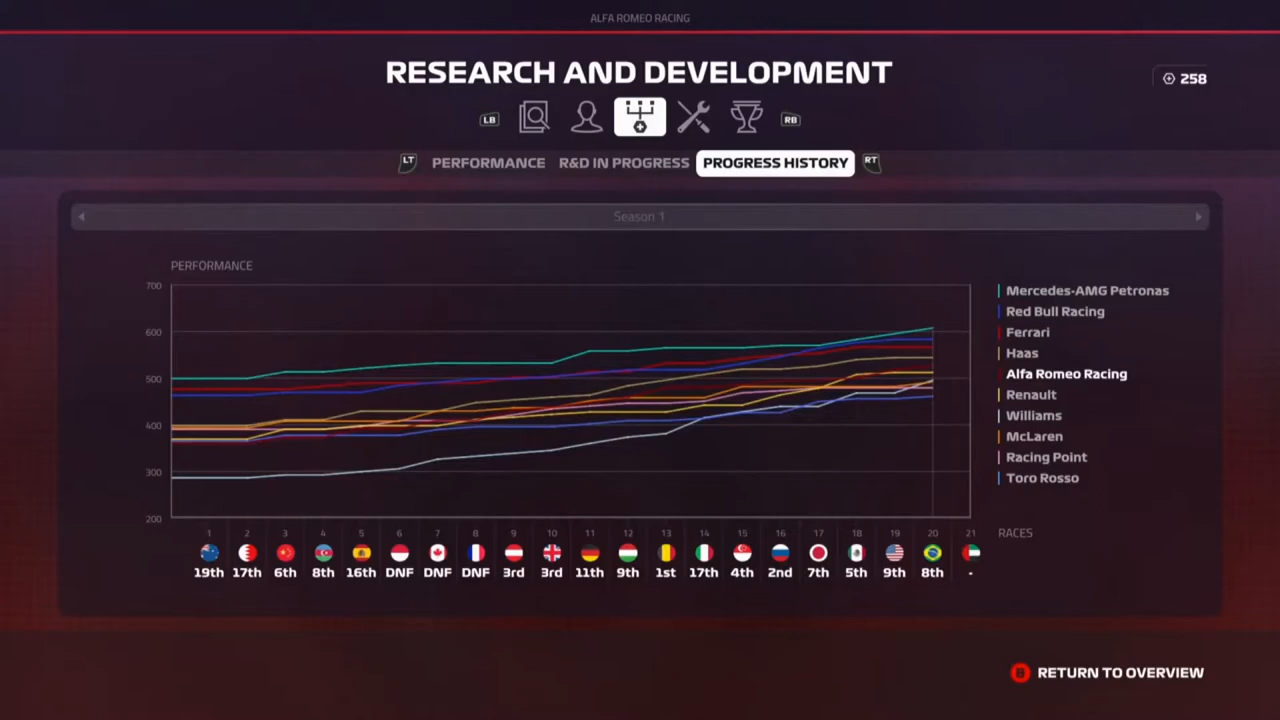 ALFA ROMEO RACING
RESEARCH AND DEVELOPMENT
258
LB RB
LT PERFORMANCE R&D IN PROGRESS PROGRESS HISTORY RT
Season 1
PERFORMANCE
700
600
500
400
300
200
Mercedes-AMG Petronas
Red Bull Racing
Ferrari
Haas
Alfa Romeo Racing
Renault
Williams
McLaren
Racing Point
Toro Rosso
1 2 3 4 5 6 7 8 9 10 11 12 13 14 15 16 17 18 19 20 21 RACES
19th 17th 6th 8th 16th DNF DNF DNF 3rd 3rd 11th 9th 1st 17th 4th 2nd 7th 5th 9th 8th -
B RETURN TO OVERVIEW